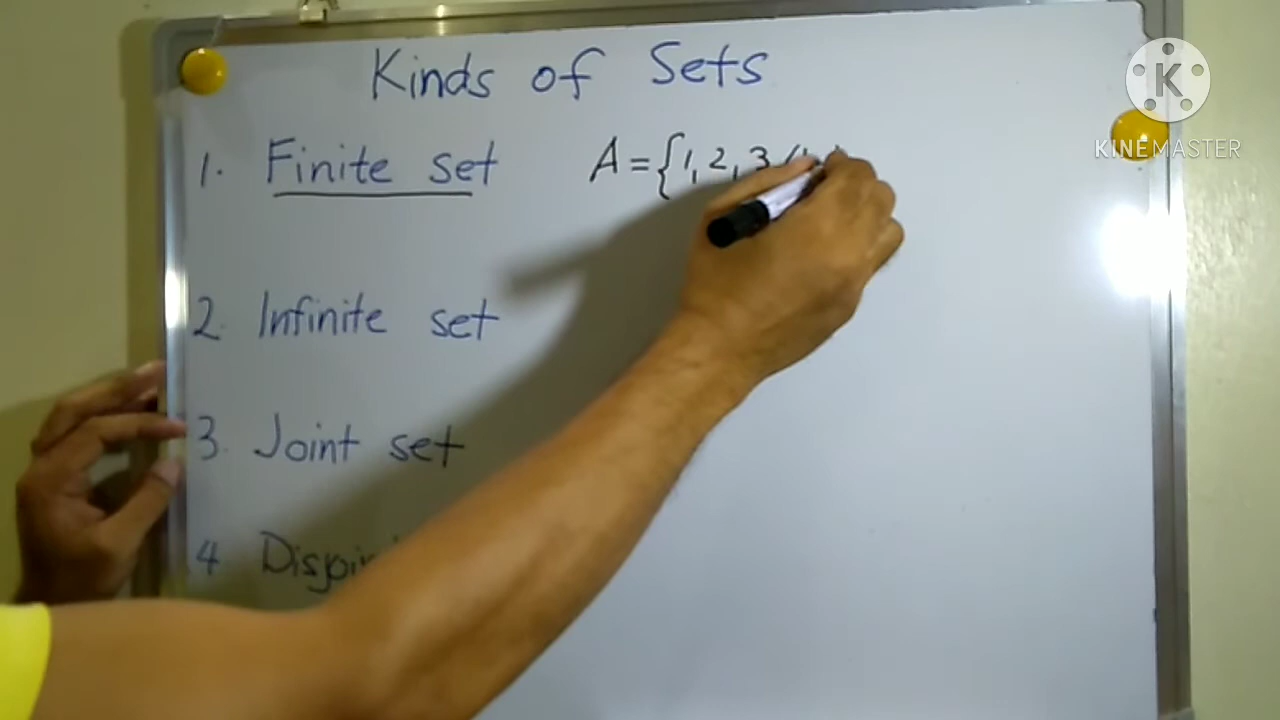 Kinds of Sets
1. Finite set A = {1, 2, 3
2. Infinite set
3. Joint set
4
K
KINEMASTER